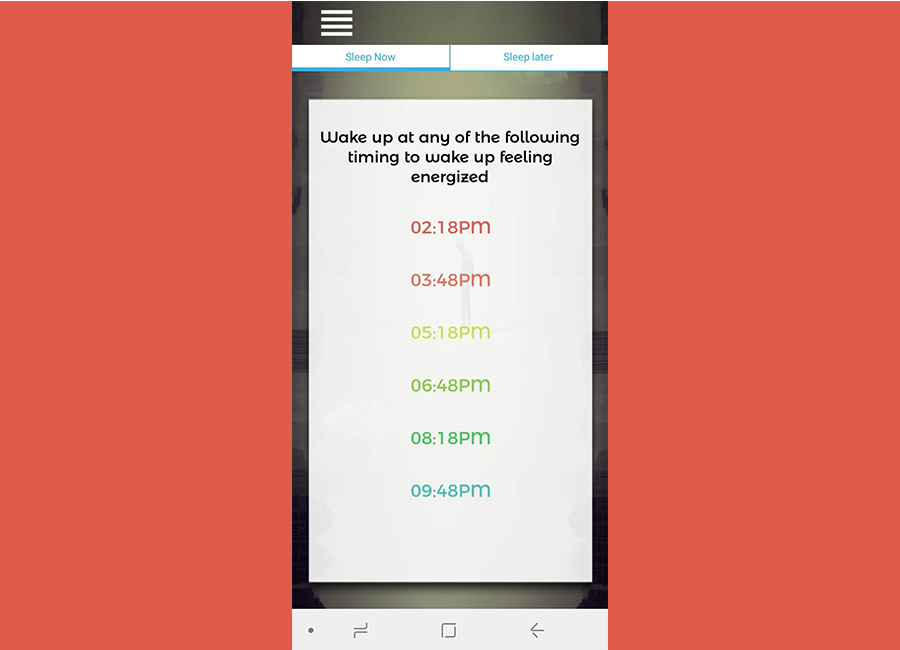 Sleep Now
Sleep later
Wake up at any of the following
timing to wake up feeling
energized
02:18Pm
03:48Pm
05:18Pm
06:48Pm
08:18Pm
09:48Pm